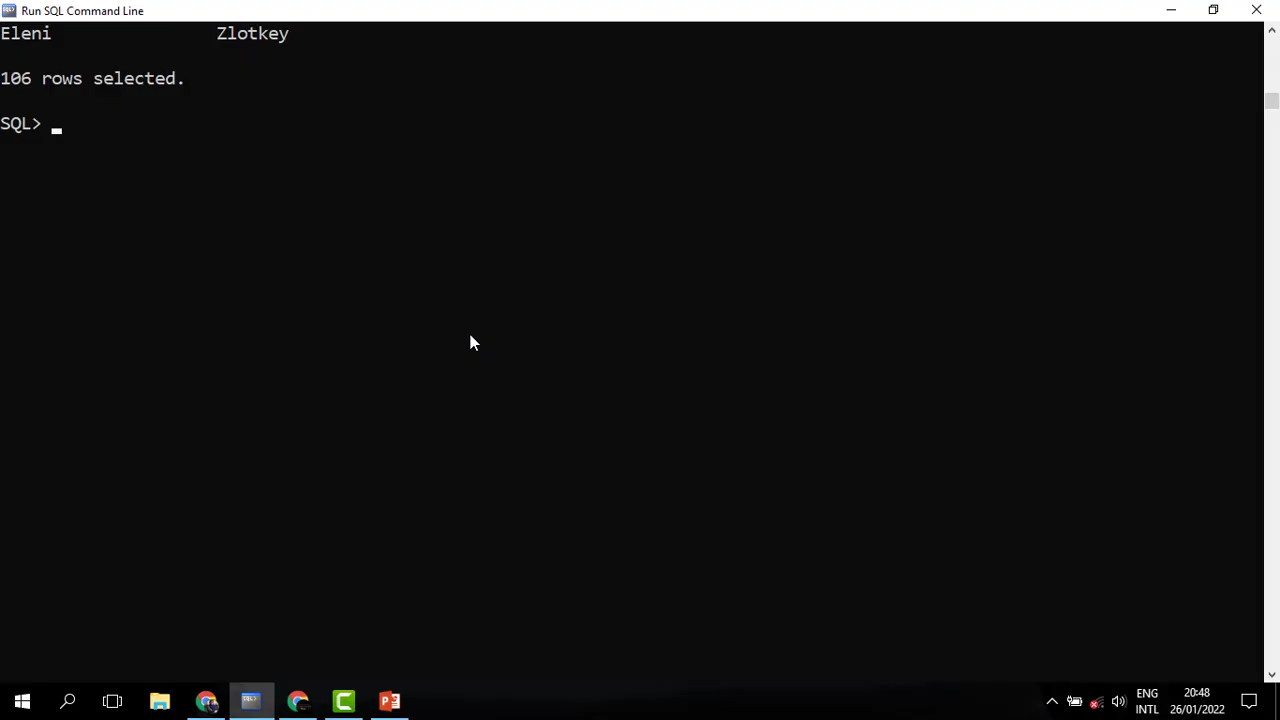 Run SQL Command Line
Eleni Zlotkey
106 rows selected.
SQL>
ENG
INTL
20:48
26/01/2022